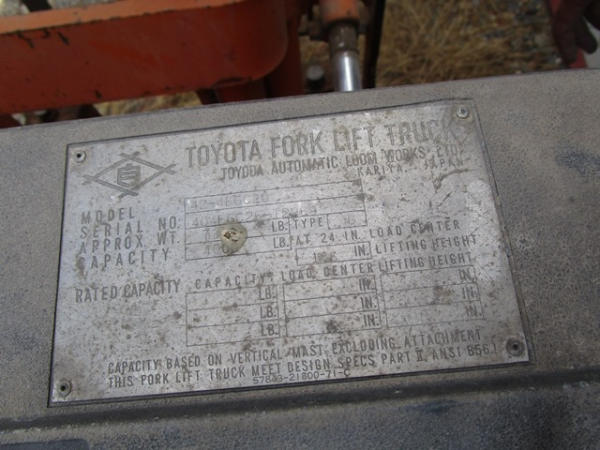 TOYOTA FORK LIFT TRUCK
TOYODA AUTOMATIC LOOM WORKS, LTD.
KARIYA, JAPAN
MODEL
SERIAL NO.
APPROX WT. LB. TYPE
CAPACITY LB. AT 24 IN. LOAD CENTER
IN. LIFTING HEIGHT
RATED CAPACITY CAPACITY LOAD CENTER LIFTING HEIGHT
LB. IN. IN.
LB. IN. IN.
LB. IN. IN.
CAPACITY BASED ON VERTICAL MAST, EXCLUDING ATTACHMENT
THIS FORK LIFT TRUCK MEET DESIGN SPECS PART II, ANSI B56.1
57843-21800-71-C